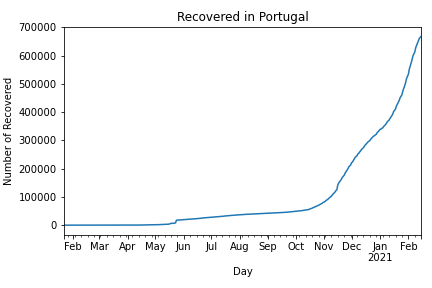 Recovered in Portugal
Number of Recovered
700000
600000
500000
400000
300000
200000
100000
0
Feb Mar Apr May Jun Jul Aug Sep Oct Nov Dec Jan Feb
2021
Day